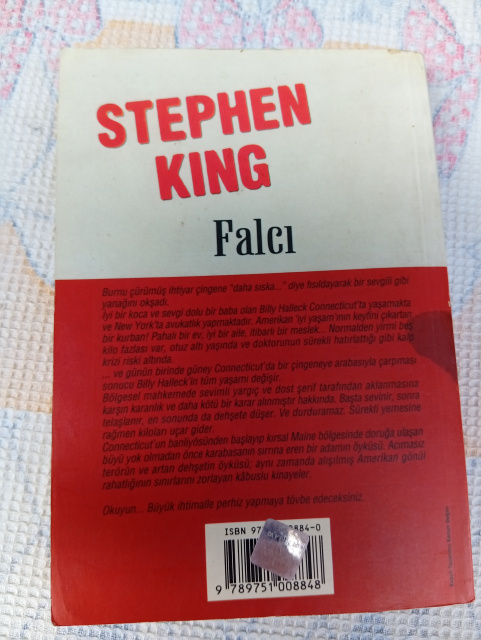 STEPHEN
KING
Falcı
Burnu çürümüş ihtiyar çingene "daha sıska..." diye fısıldayarak bir sevgili gibi
yanağını okşadı.
İyi bir koca ve sevgi dolu bir baba olan Billy Halleck Connecticut'ta yaşamakta
ve New York'ta avukatlık yapmaktadır. Amerikan 'iyi yaşam'ının keyfini çıkartan
bir kurban! Pahalı bir ev, iyi bir aile, itibarlı bir meslek... Normalden yirmi beş
kilo fazlası var, otuz altı yaşında ve doktorunun sürekli hatırlattığı gibi kalp
krizi riski altında.
... ve günün birinde güney Connecticut'da bir çingeneye arabasıyla çarpması
sonucu Billy Halleck'in tüm yaşamı değişir.
Bölgesel mahkemede sevimli yargıç ve dost şerif tarafından aklanmasına
karşın karanlık ve daha kötü bir karar alınmıştır hakkında. Başta sevinir, sonra
telaşlanır, en sonunda da dehşete düşer. Ve durduramaz. Sürekli yemesine
rağmen kiloları uçar gider.
Connecticut'un banliyösünden başlayıp kırsal Maine bölgesinde doruğa ulaşan
büyü yok olmadan önce karabasanın sırrına eren bir adamın öyküsü. Acımasız
terörün ve artan dehşetin öyküsü; aynı zamanda alışılmış Amerikan gönül
rahatlığının sınırlarını zorlayan kâbuslu kinayeler.
Okuyun... Büyük ihtimalle perhiz yapmaya tövbe edeceksiniz.
ISBN 97 884-0
9 789751 008848